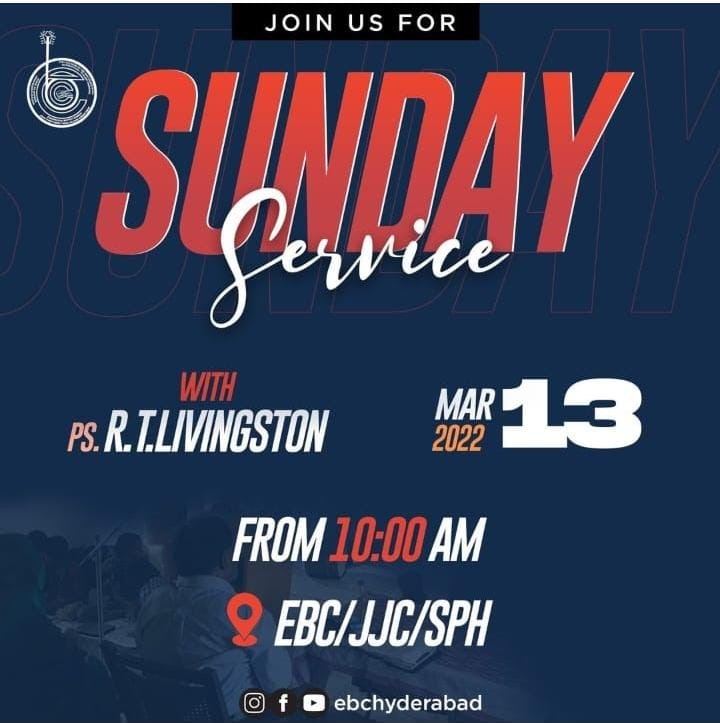 JOIN US FOR
SUNDAY
Service
WITH
PS. R.T.LIVINGSTON
MAR 13
2022
FROM 10:00 AM
EBC/JJC/SPH
ebchyderabad